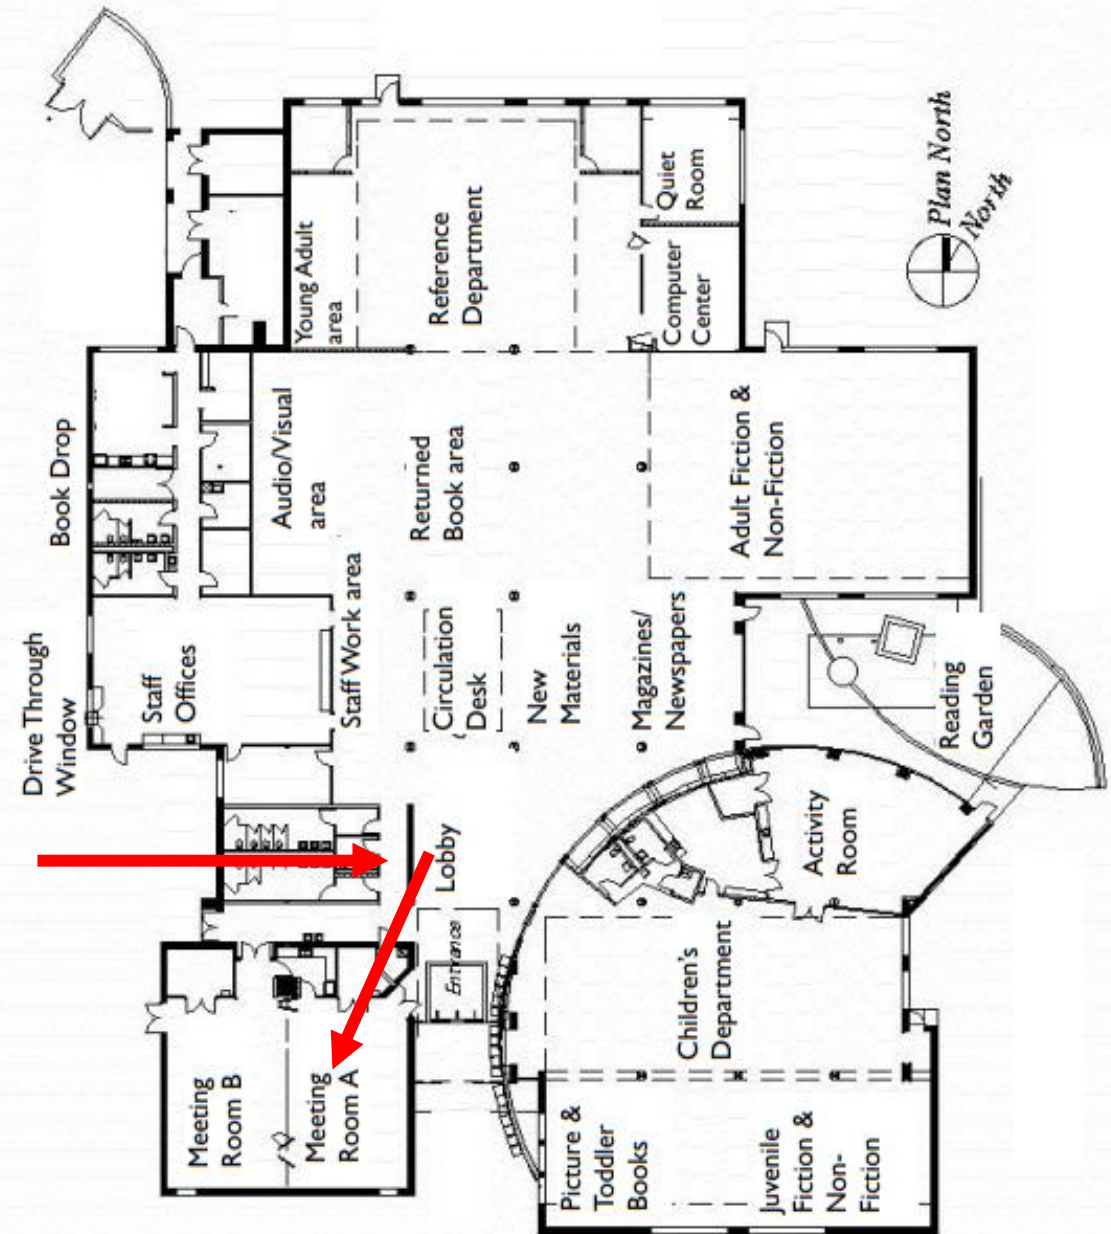 Drive Through
Window
Book Drop
Staff
Offices
Staff Work area
Audio/Visual
area
Young Adult
area
Reference
Department
Quiet
Room
Computer
Center
Plan North
North
Returned
Book area
Circulation
Desk
New
Materials
Magazines/
Newspapers
Adult Fiction &
Non-Fiction
Lobby
Entrance
Meeting
Room B
Meeting
Room A
Reading
Garden
Activity
Room
Children's
Department
Picture &
Toddler
Books
Juvenile
Fiction &
Non-
Fiction